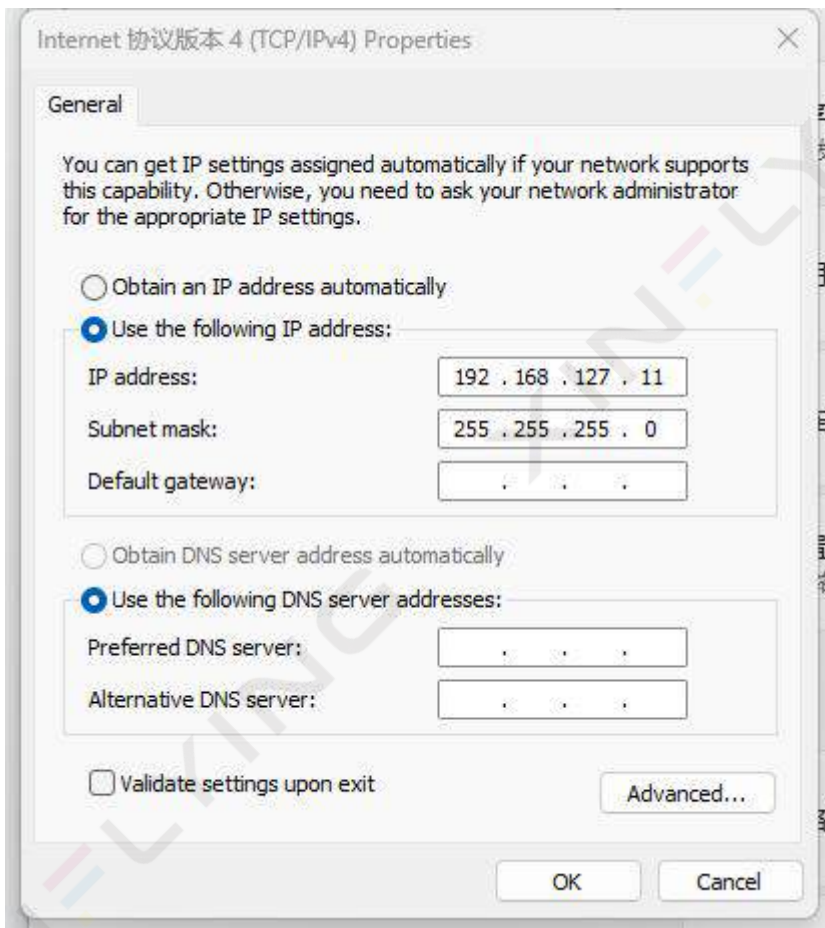 Internet 协议版本 4 (TCP/IPv4) Properties
General
You can get IP settings assigned automatically if your network supports
this capability. Otherwise, you need to ask your network administrator
for the appropriate IP settings.
Obtain an IP address automatically
Use the following IP address:
IP address: 192 . 168 . 127 . 11
Subnet mask: 255 . 255 . 255 . 0
Default gateway: . . .
Obtain DNS server address automatically
Use the following DNS server addresses:
Preferred DNS server: . . .
Alternative DNS server: . . .
Validate settings upon exit
Advanced...
OK Cancel
XINFLY
FLYING